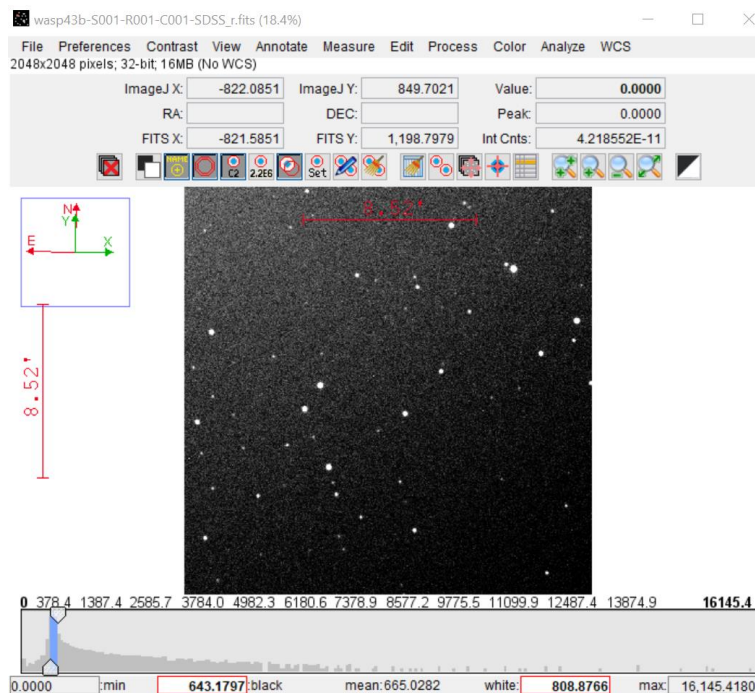 wasp43b-S001-R001-C001-SDSS_r.fits (18.4%)
File Preferences Contrast View Annotate Measure Edit Process Color Analyze WCS
2048x2048 pixels; 32-bit; 16MB (No WCS)
ImageJ X: -822.0851 ImageJ Y: 849.7021 Value: 0.0000
RA: DEC: Peak: 0.0000
FITS X: -821.5851 FITS Y: 1,198.7979 Int Cnts: 4.218552E-11
NAME C2 2.2E6 Set
8.52'
N
Y
E X
8.52'
0 378.4 1387.4 2585.7 3784.0 4982.3 6180.6 7378.9 8577.2 9775.5 11099.9 12487.4 13874.9 16145.4
0.0000 :min 643.1797 :black mean: 665.0282 white: 808.8766 max: 16,145.4180